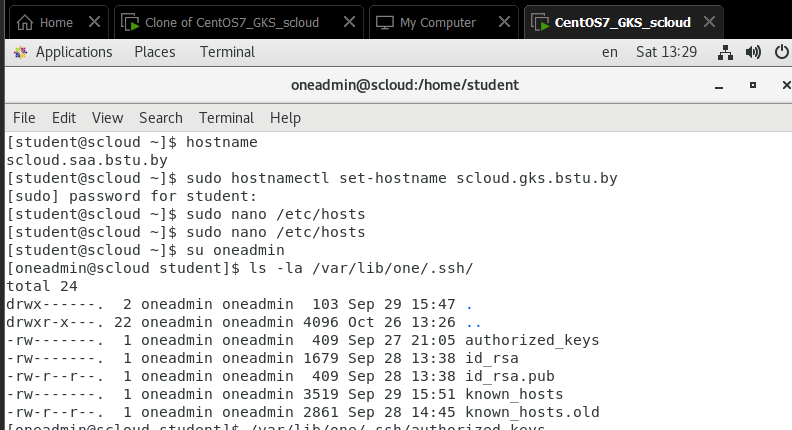 Home
Clone of CentOS7_GKS_scloud
My Computer
CentOS7_GKS_scloud
Applications Places Terminal en Sat 13:29
oneadmin@scloud:/home/student
File Edit View Search Terminal Help
[student@scloud ~]$ hostname
scloud.saa.bstu.by
[student@scloud ~]$ sudo hostnamectl set-hostname scloud.gks.bstu.by
[sudo] password for student:
[student@scloud ~]$ sudo nano /etc/hosts
[student@scloud ~]$ sudo nano /etc/hosts
[student@scloud ~]$ su oneadmin
[oneadmin@scloud student]$ ls -la /var/lib/one/.ssh/
total 24
drwx------. 2 oneadmin oneadmin 103 Sep 29 15:47 .
drwxr-x---. 22 oneadmin oneadmin 4096 Oct 26 13:26 ..
-rw-------. 1 oneadmin oneadmin 409 Sep 27 21:05 authorized_keys
-rw-------. 1 oneadmin oneadmin 1679 Sep 28 13:38 id_rsa
-rw-r--r--. 1 oneadmin oneadmin 409 Sep 28 13:38 id_rsa.pub
-rw-------. 1 oneadmin oneadmin 3519 Sep 29 15:51 known_hosts
-rw-r--r--. 1 oneadmin oneadmin 2861 Sep 28 14:45 known_hosts.old
[oneadmin@scloud student]$ /var/lib/one/.ssh/authorized_keys